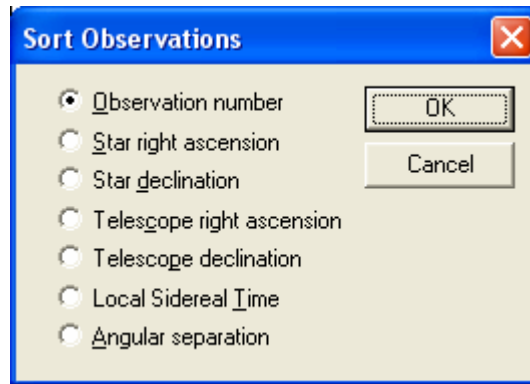 Sort Observations
Observation number
Star right ascension
Star declination
Telescope right ascension
Telescope declination
Local Sidereal Time
Angular separation
OK
Cancel